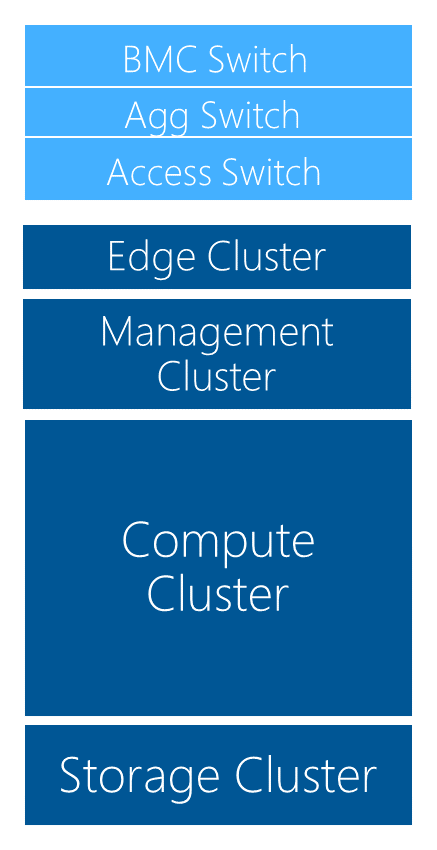 BMC Switch
Agg Switch
Access Switch
Edge Cluster
Management
Cluster
Compute
Cluster
Storage Cluster